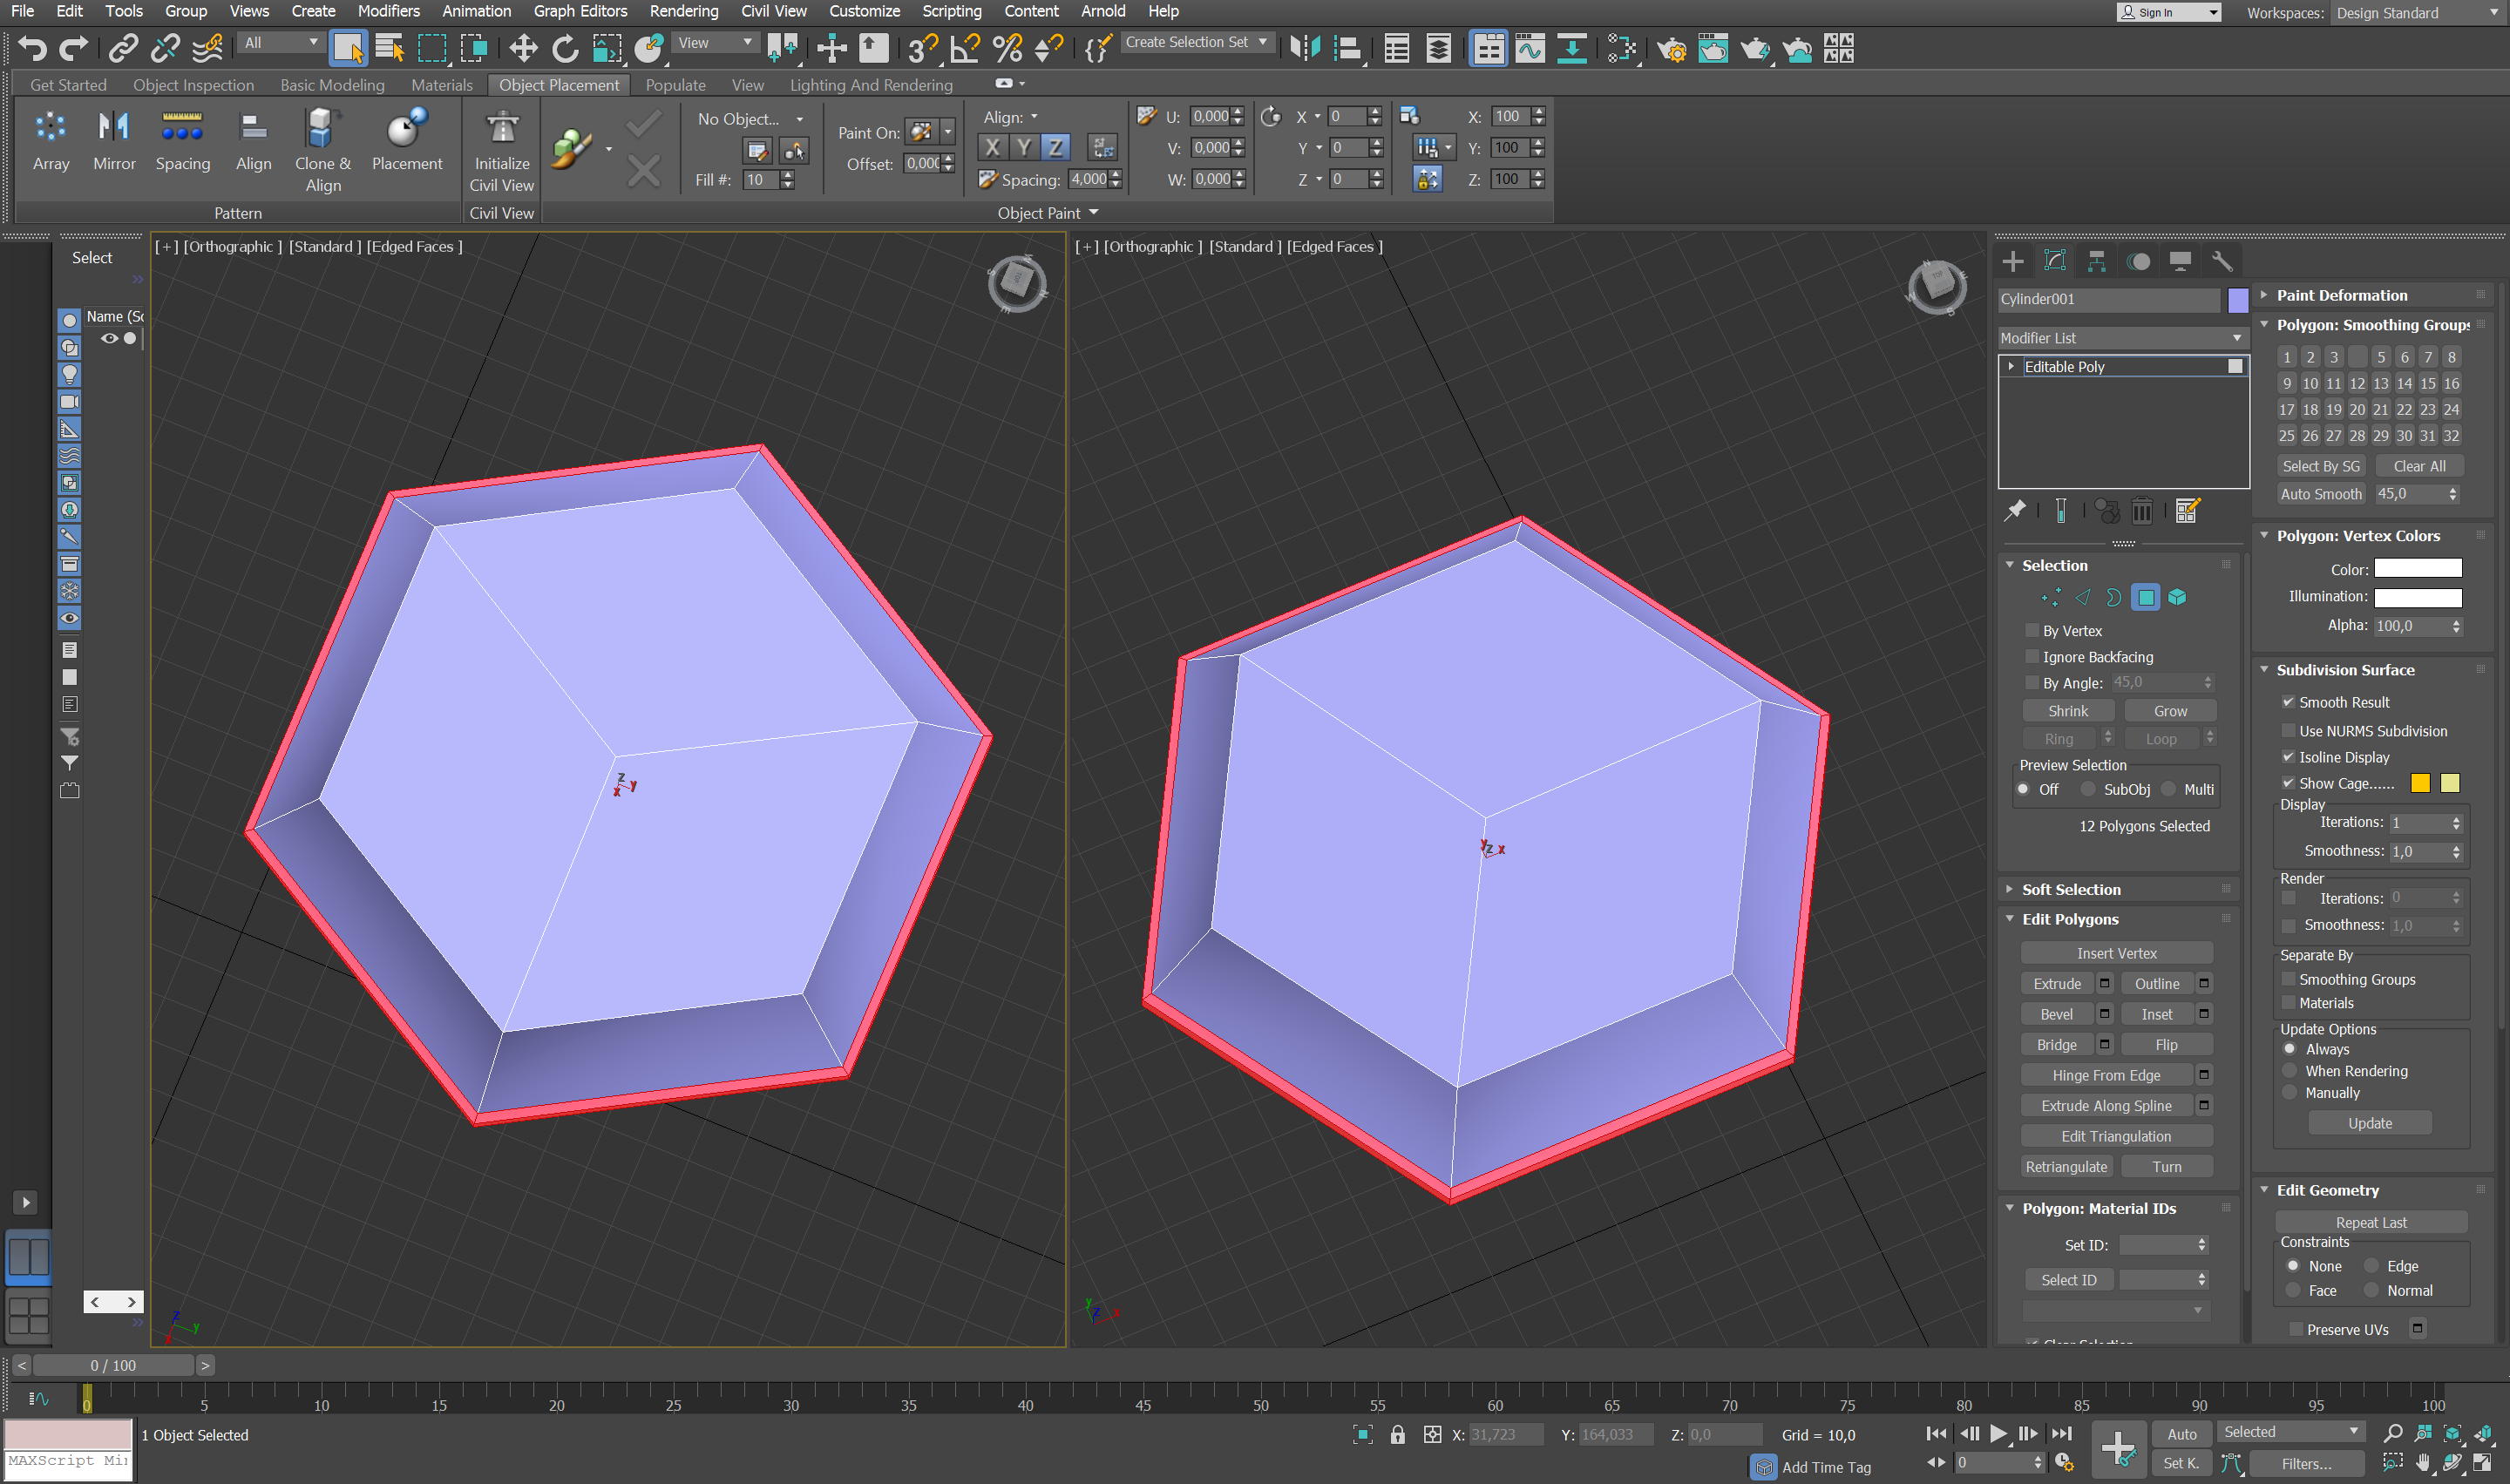 File Edit Tools Group Views Create Modifiers Animation Graph Editors Rendering Civil View Customize Scripting Content Arnold Help
Sign In Workspaces: Design Standard
All View Create Selection Set
Get Started Object Inspection Basic Modeling Materials Object Placement Populate View Lighting And Rendering
No Object... Align: U: 0,000 X 0 X: 100
Paint On: X Y Z V: 0,000 Y 0 Y: 100
Array Mirror Spacing Align Clone & Align Placement Initialize Civil View Offset: 0,000
Fill #: 10 Spacing: 4,000 W: 0,000 Z 0 Z: 100
Pattern Civil View Object Paint
Select
Name (Sc
[+] [Orthographic ] [Standard ] [Edged Faces ]
[+] [Orthographic ] [Standard ] [Edged Faces ]
TOP
z y x
y z x
z y x
y z x
Cylinder001
Modifier List
Editable Poly
Selection
By Vertex
Ignore Backfacing
By Angle: 45,0
Shrink Grow
Ring Loop
Preview Selection
Off SubObj Multi
12 Polygons Selected
Soft Selection
Edit Polygons
Insert Vertex
Extrude Outline
Bevel Inset
Bridge Flip
Hinge From Edge
Extrude Along Spline
Edit Triangulation
Retriangulate Turn
Polygon: Material IDs
Set ID:
Select ID
Clear Selection
Paint Deformation
Polygon: Smoothing Groups
1 2 3 5 6 7 8
9 10 11 12 13 14 15 16
17 18 19 20 21 22 23 24
25 26 27 28 29 30 31 32
Select By SG Clear All
Auto Smooth 45,0
Polygon: Vertex Colors
Color:
Illumination:
Alpha: 100,0
Subdivision Surface
Smooth Result
Use NURMS Subdivision
Isoline Display
Show Cage......
Display
Iterations: 1
Smoothness: 1,0
Render
Iterations: 0
Smoothness: 1,0
Separate By
Smoothing Groups
Materials
Update Options
Always
When Rendering
Manually
Update
Edit Geometry
Repeat Last
Constraints
None Edge
Face Normal
Preserve UVs
< 0 / 100 >
0 5 10 15 20 25 30 35 40 45 50 55 60 65 70 75 80 85 90 95 100
1 Object Selected X: 31,723 Y: 164,033 Z: 0,0 Grid = 10,0 Auto Selected
MAXScript Mi Add Time Tag 0 Set K. Filters...